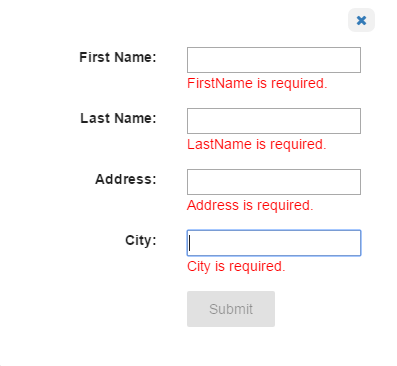 First Name:
FirstName is required.
Last Name:
LastName is required.
Address:
Address is required.
City:
City is required.
Submit